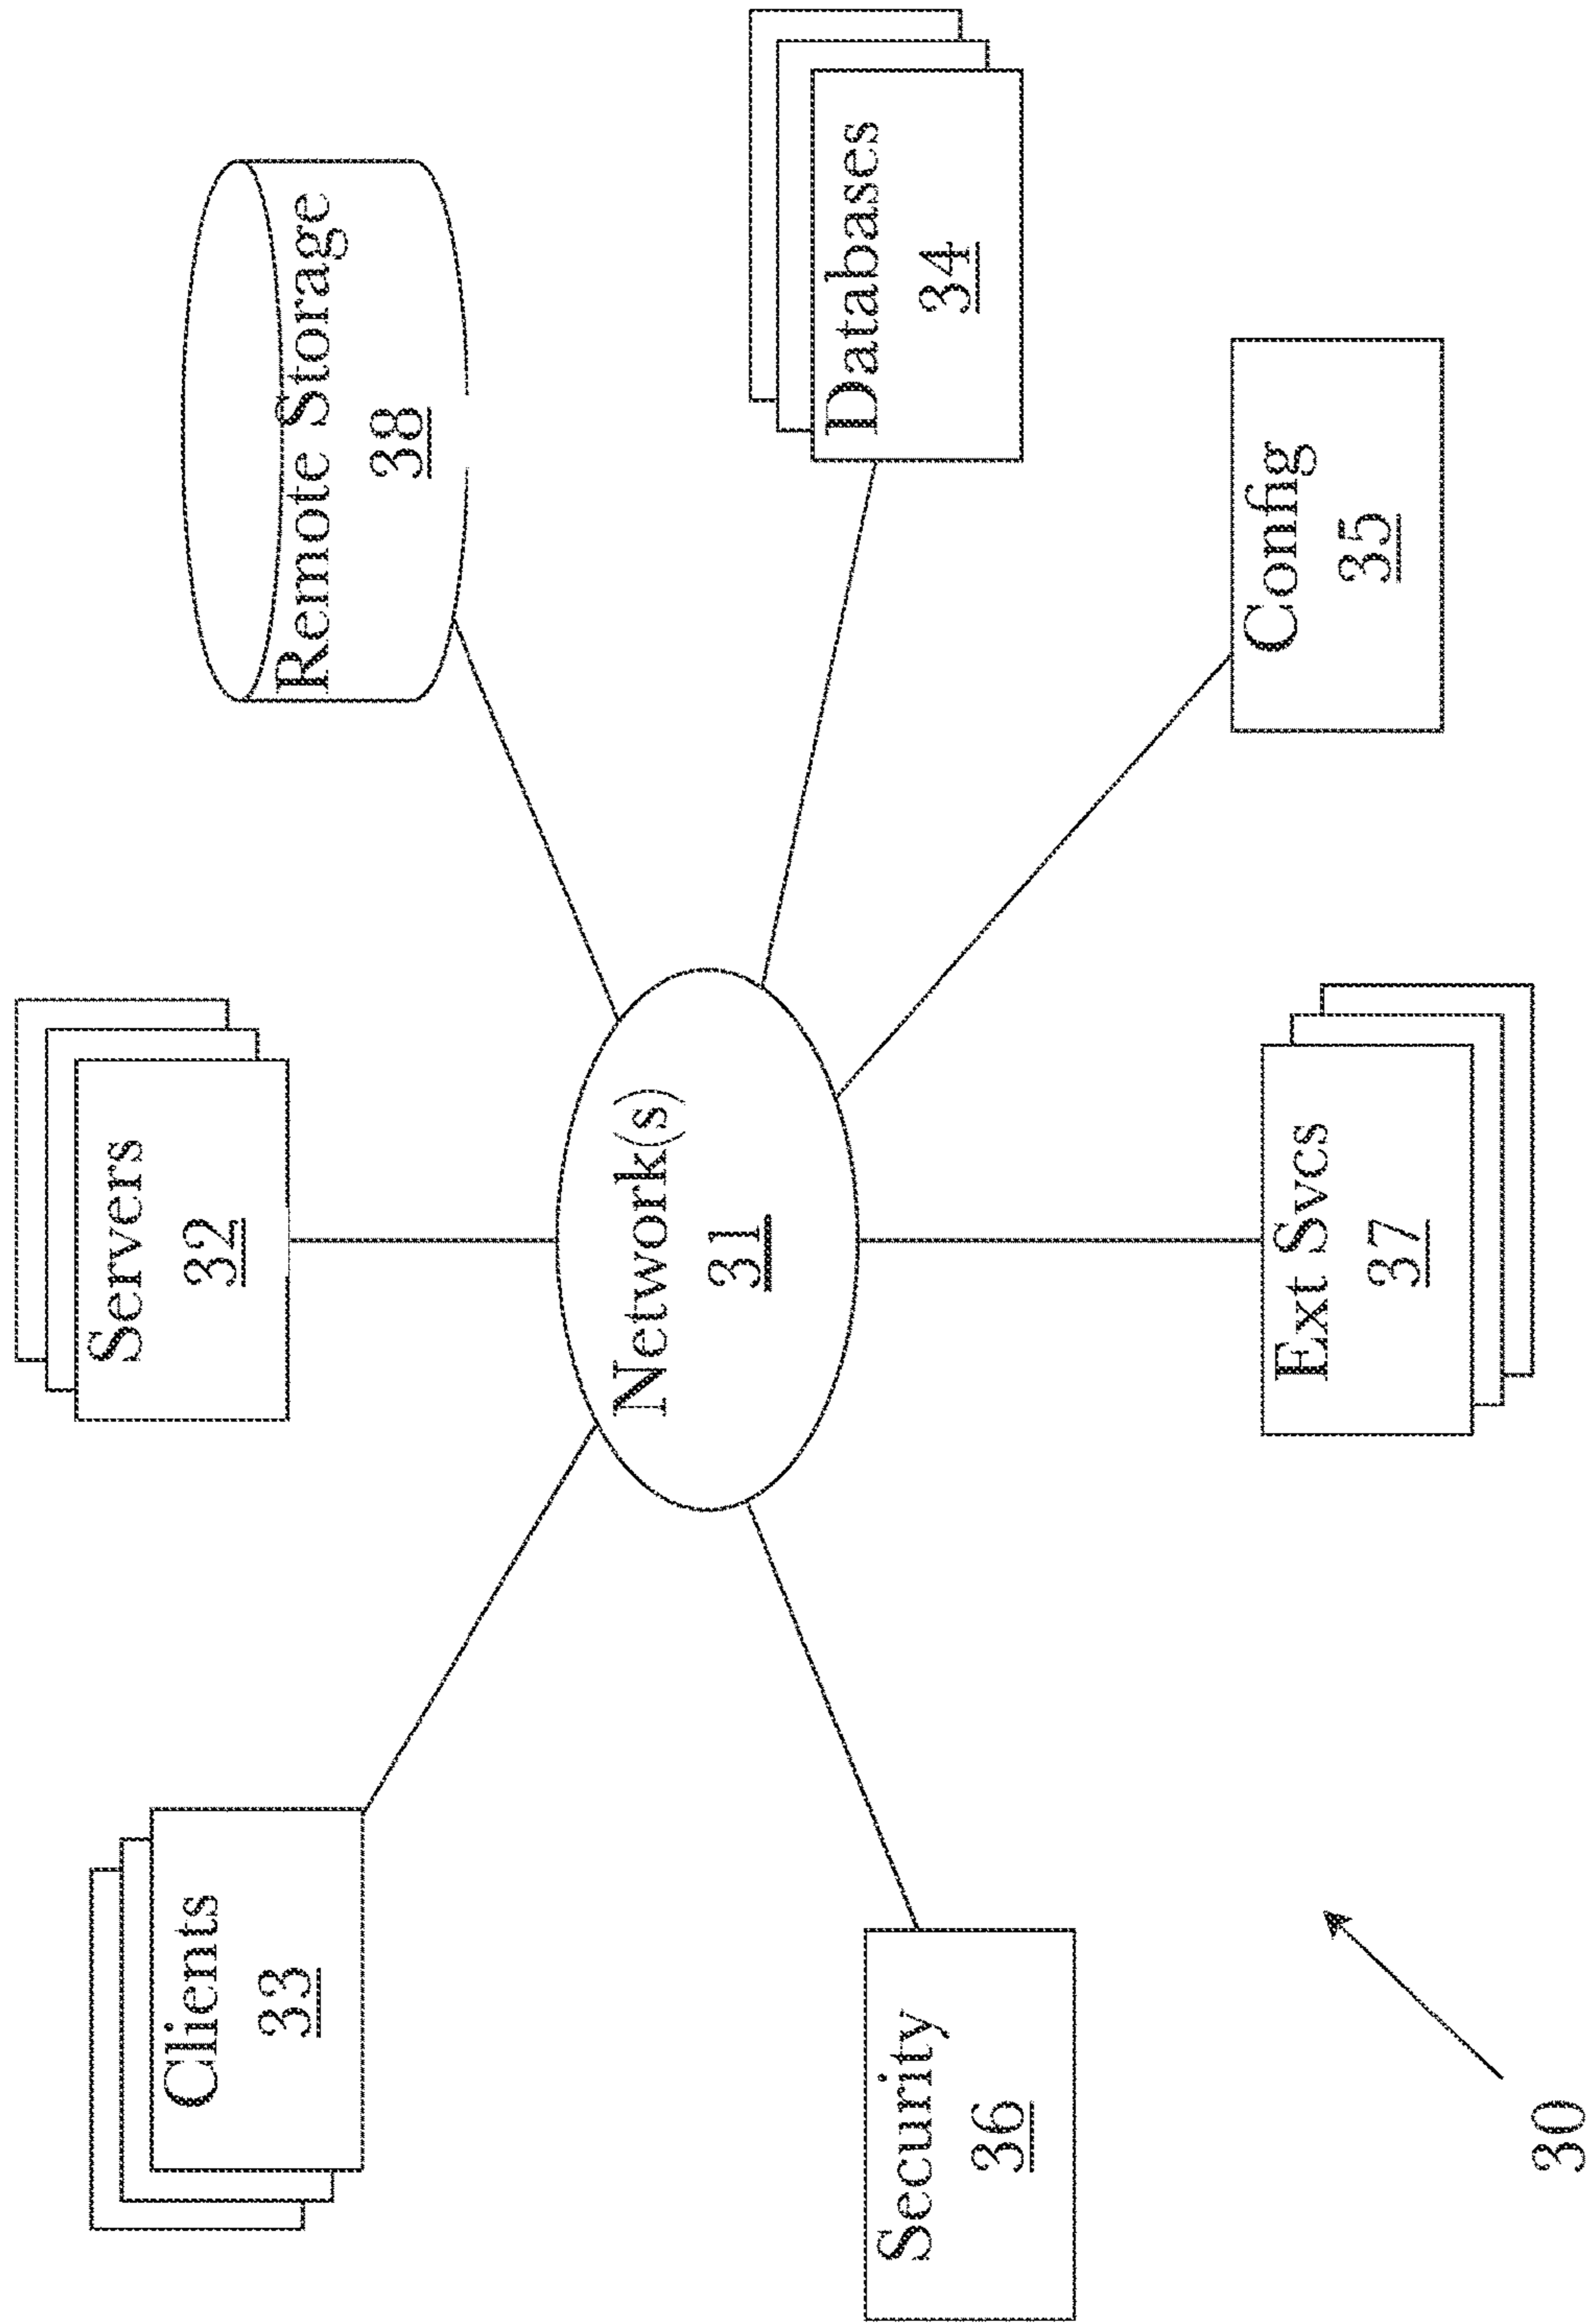 Servers
32
Clients
33
Remote Storage
38
Network(s)
31
Databases
34
Security
36
Config
35
Ext Svcs
37
30